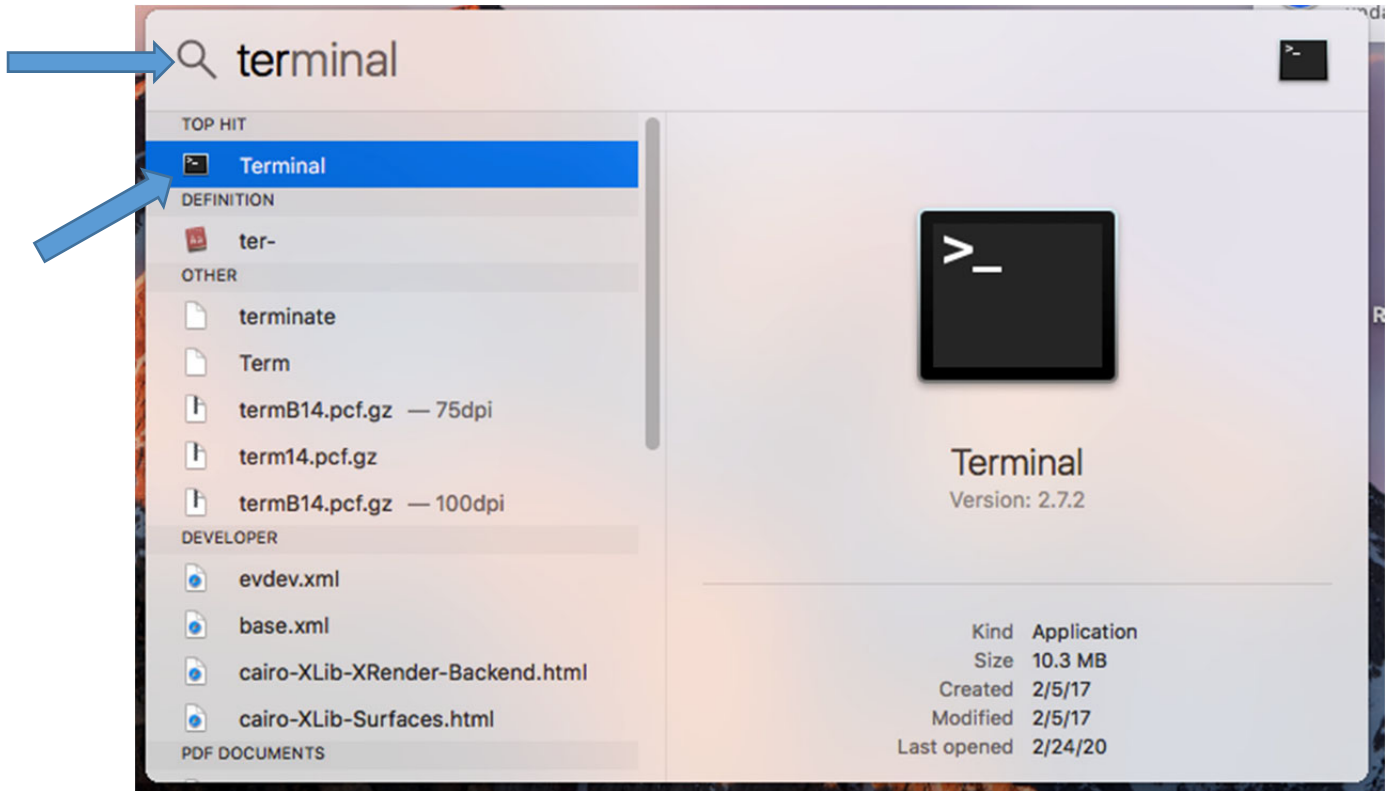 terminal
>_
TOP HIT
>_ Terminal
DEFINITION
Aa ter-
OTHER
terminate
Term
termB14.pcf.gz — 75dpi
term14.pcf.gz
termB14.pcf.gz — 100dpi
DEVELOPER
evdev.xml
base.xml
cairo-XLib-XRender-Backend.html
cairo-XLib-Surfaces.html
PDF DOCUMENTS
>_
Terminal
Version: 2.7.2
Kind Application
Size 10.3 MB
Created 2/5/17
Modified 2/5/17
Last opened 2/24/20
R